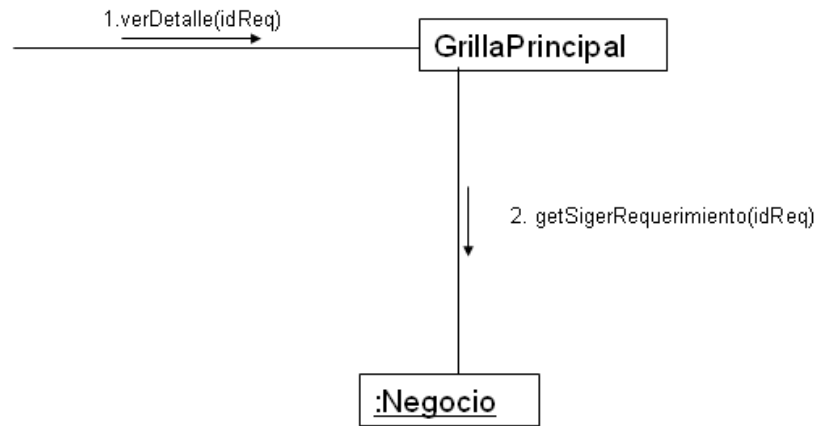 1.verDetalle(idReq)
GrillaPrincipal
2. getSigerRequerimiento(idReq)
:Negocio